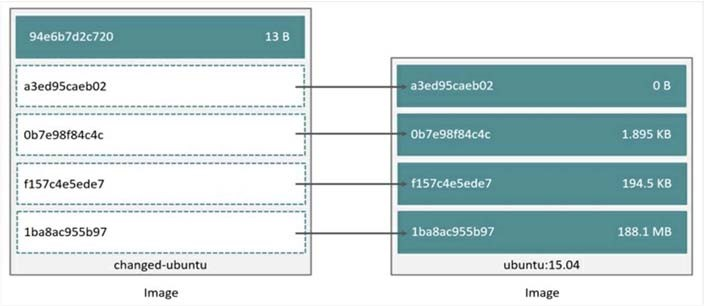 94e6b7d2c720 13 B
a3ed95caeb02
0b7e98f84c4c
f157c4e5ede7
1ba8ac955b97
changed-ubuntu
Image
a3ed95caeb02 0 B
0b7e98f84c4c 1.895 KB
f157c4e5ede7 194.5 KB
1ba8ac955b97 188.1 MB
ubuntu:15.04
Image